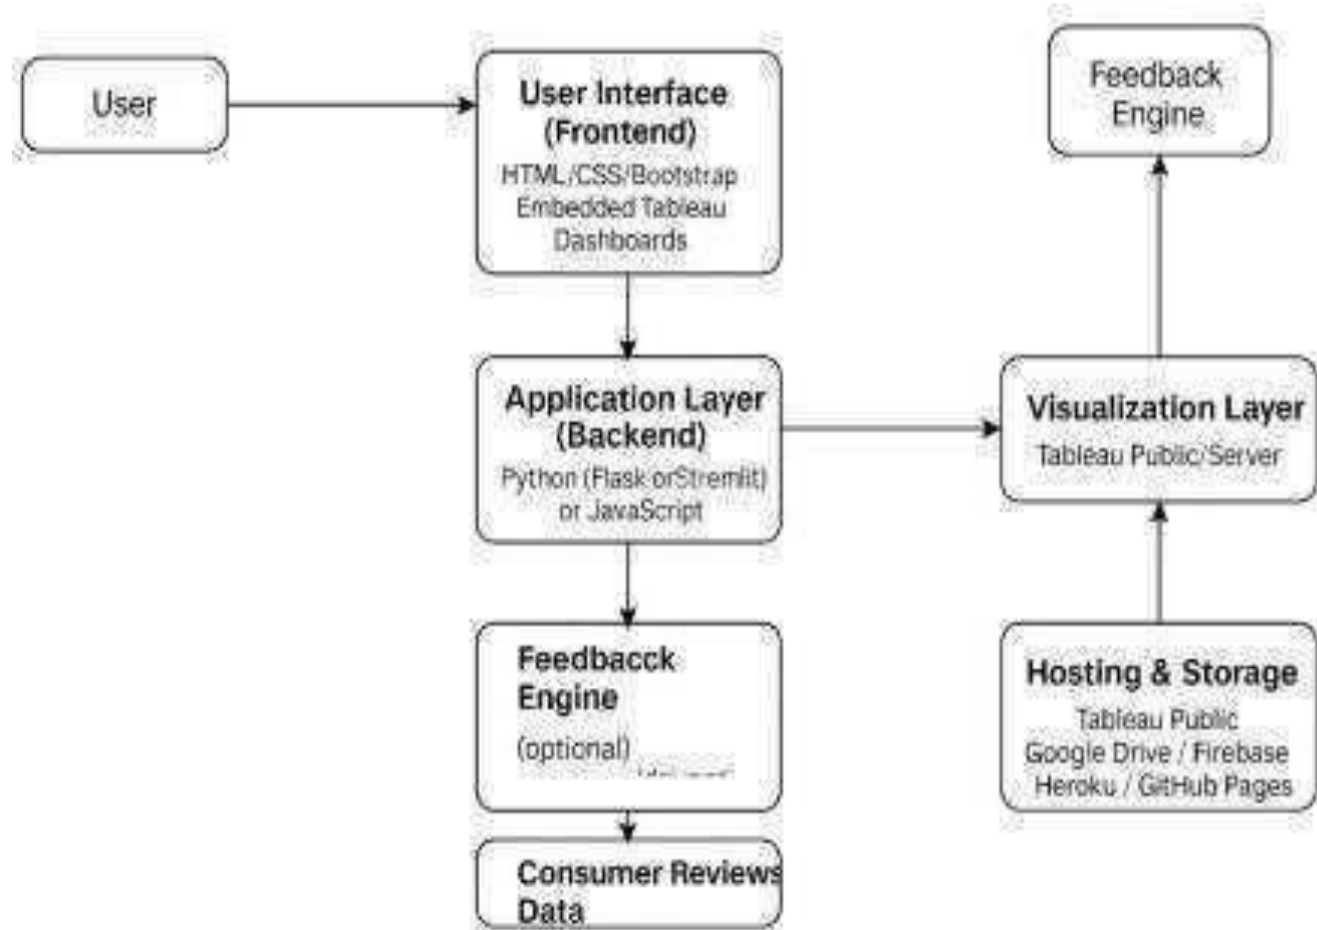 User
User Interface
(Frontend)
HTML/CSS/Bootstrap
Embedded Tableau
Dashboards
Feedback
Engine
Application Layer
(Backend)
Python (Flask orStremlit)
or JavaScript
Visualization Layer
Tableau Public/Server
Feedbacck
Engine
(optional)
Hosting & Storage
Tableau Public
Google Drive / Firebase
Heroku / GitHub Pages
Consumer Reviews
Data